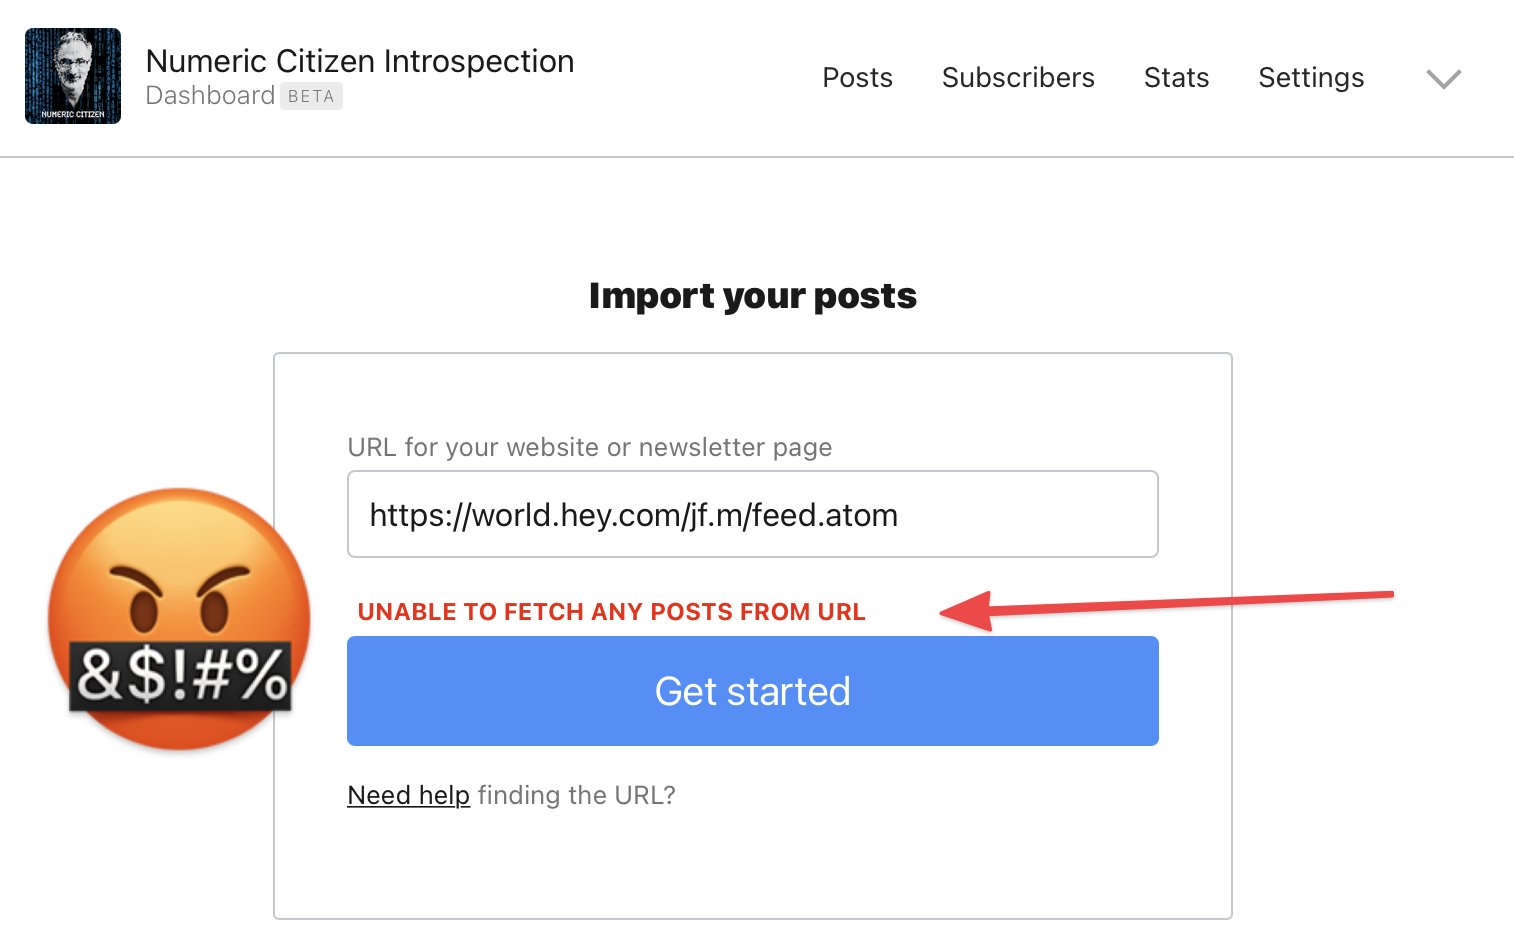 NUMERIC CITIZEN
Numeric Citizen Introspection
Dashboard BETA
Posts Subscribers Stats Settings
Import your posts
URL for your website or newsletter page
https://world.hey.com/jf.m/feed.atom
UNABLE TO FETCH ANY POSTS FROM URL
&$!#%
Get started
Need help finding the URL?